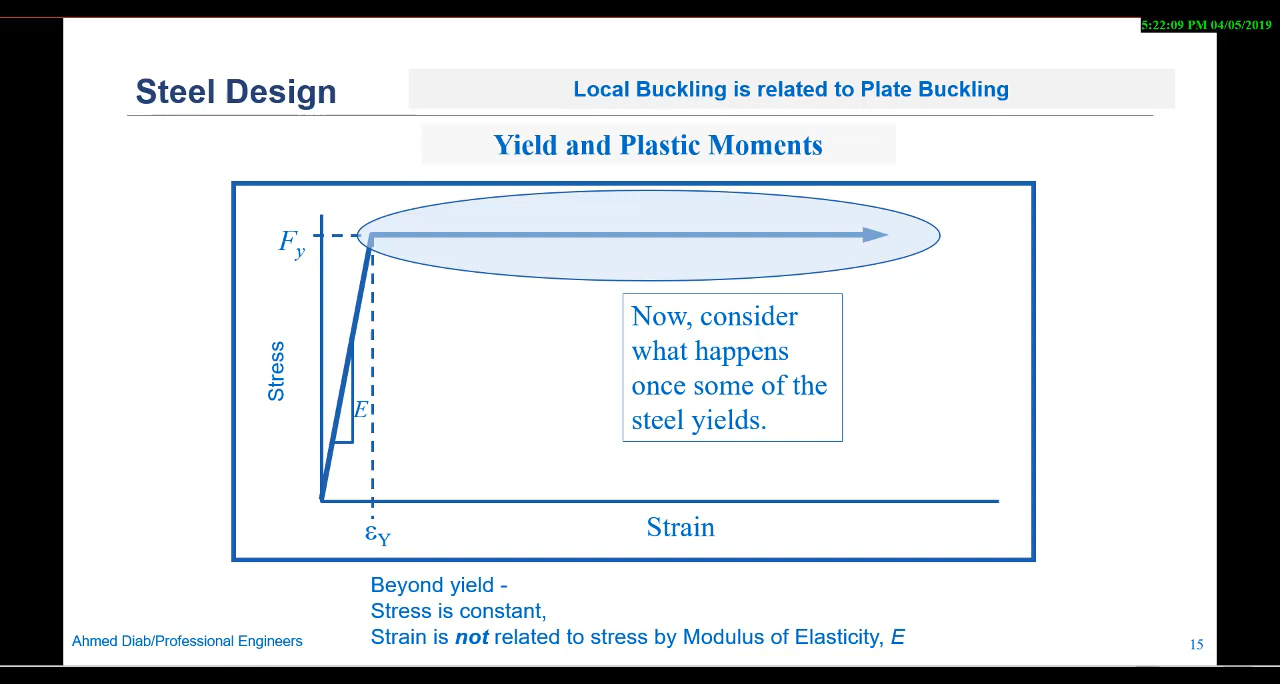 5:22:09 PM 04/05/2019
Steel Design
Local Buckling is related to Plate Buckling
Yield and Plastic Moments
Fy
Stress
E
Now, consider
what happens
once some of the
steel yields.
εY
Strain
Beyond yield -
Stress is constant,
Strain is not related to stress by Modulus of Elasticity, E
Ahmed Diab/Professional Engineers
15